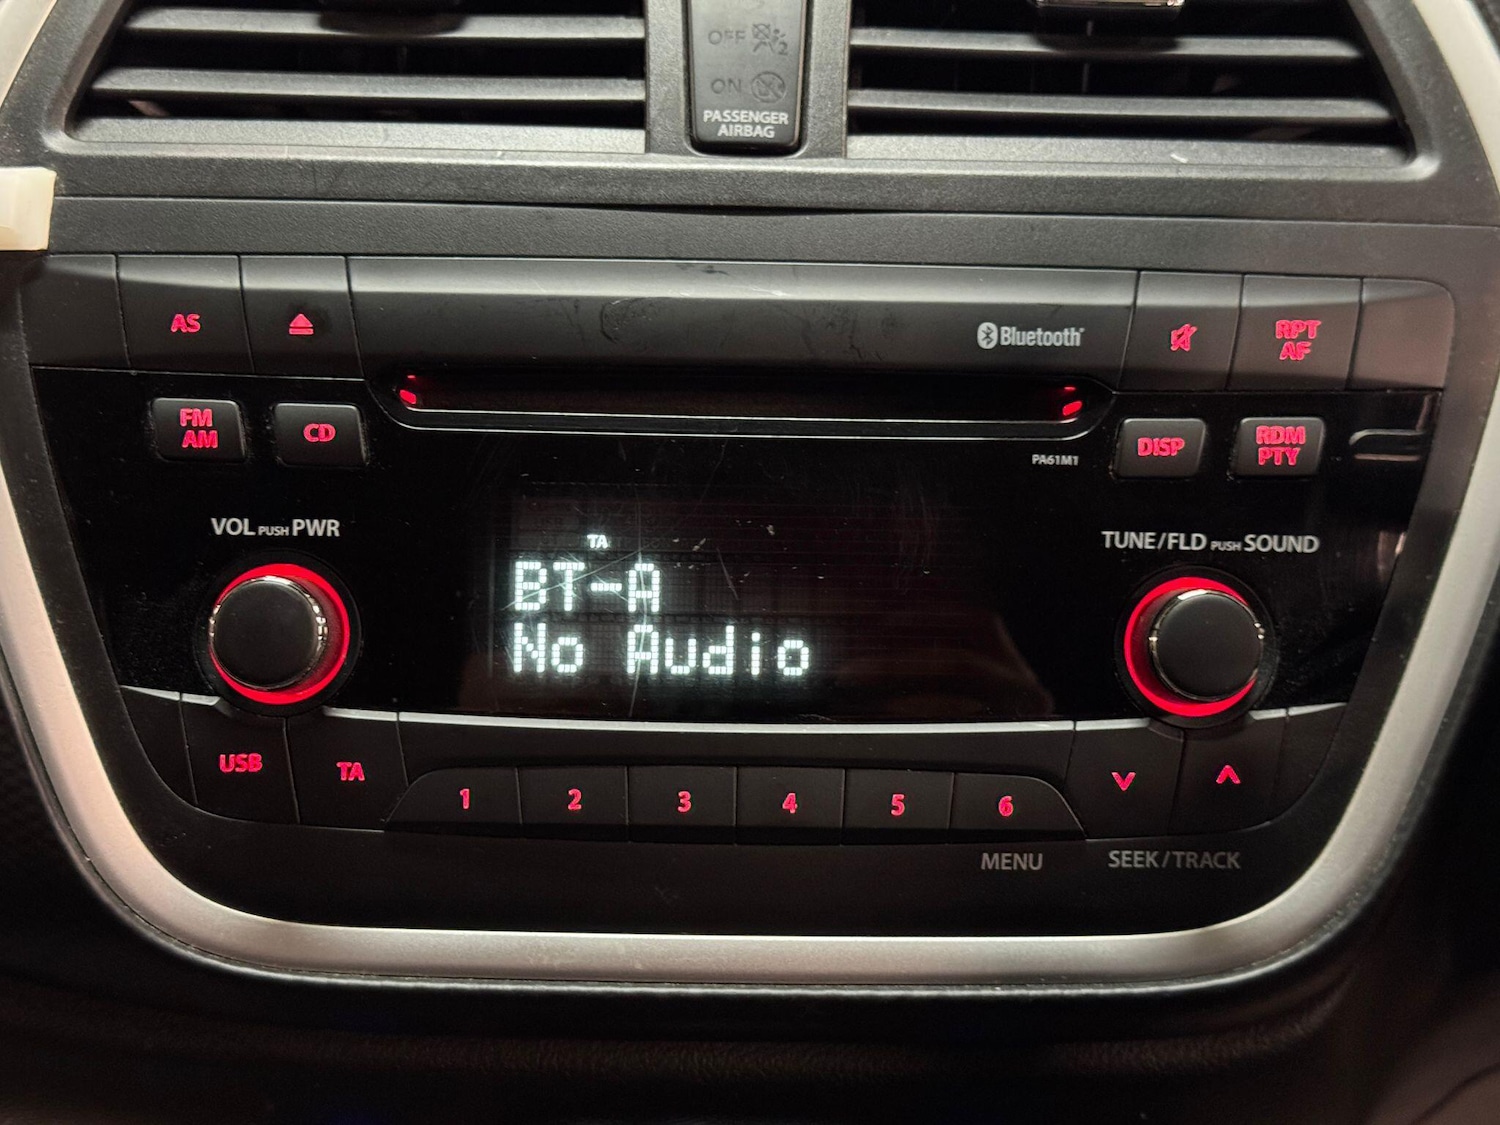 OFF
2
ON
PASSENGER
AIRBAG
AS
Bluetooth®
RPT
AF
FM
AM
CD
PA61M1
DISP
RDM
PTY
VOL PUSH PWR
TUNE/FLD PUSH SOUND
TA
BT-A
No Audio
USB
TA
1
2
3
4
5
6
MENU
SEEK/TRACK